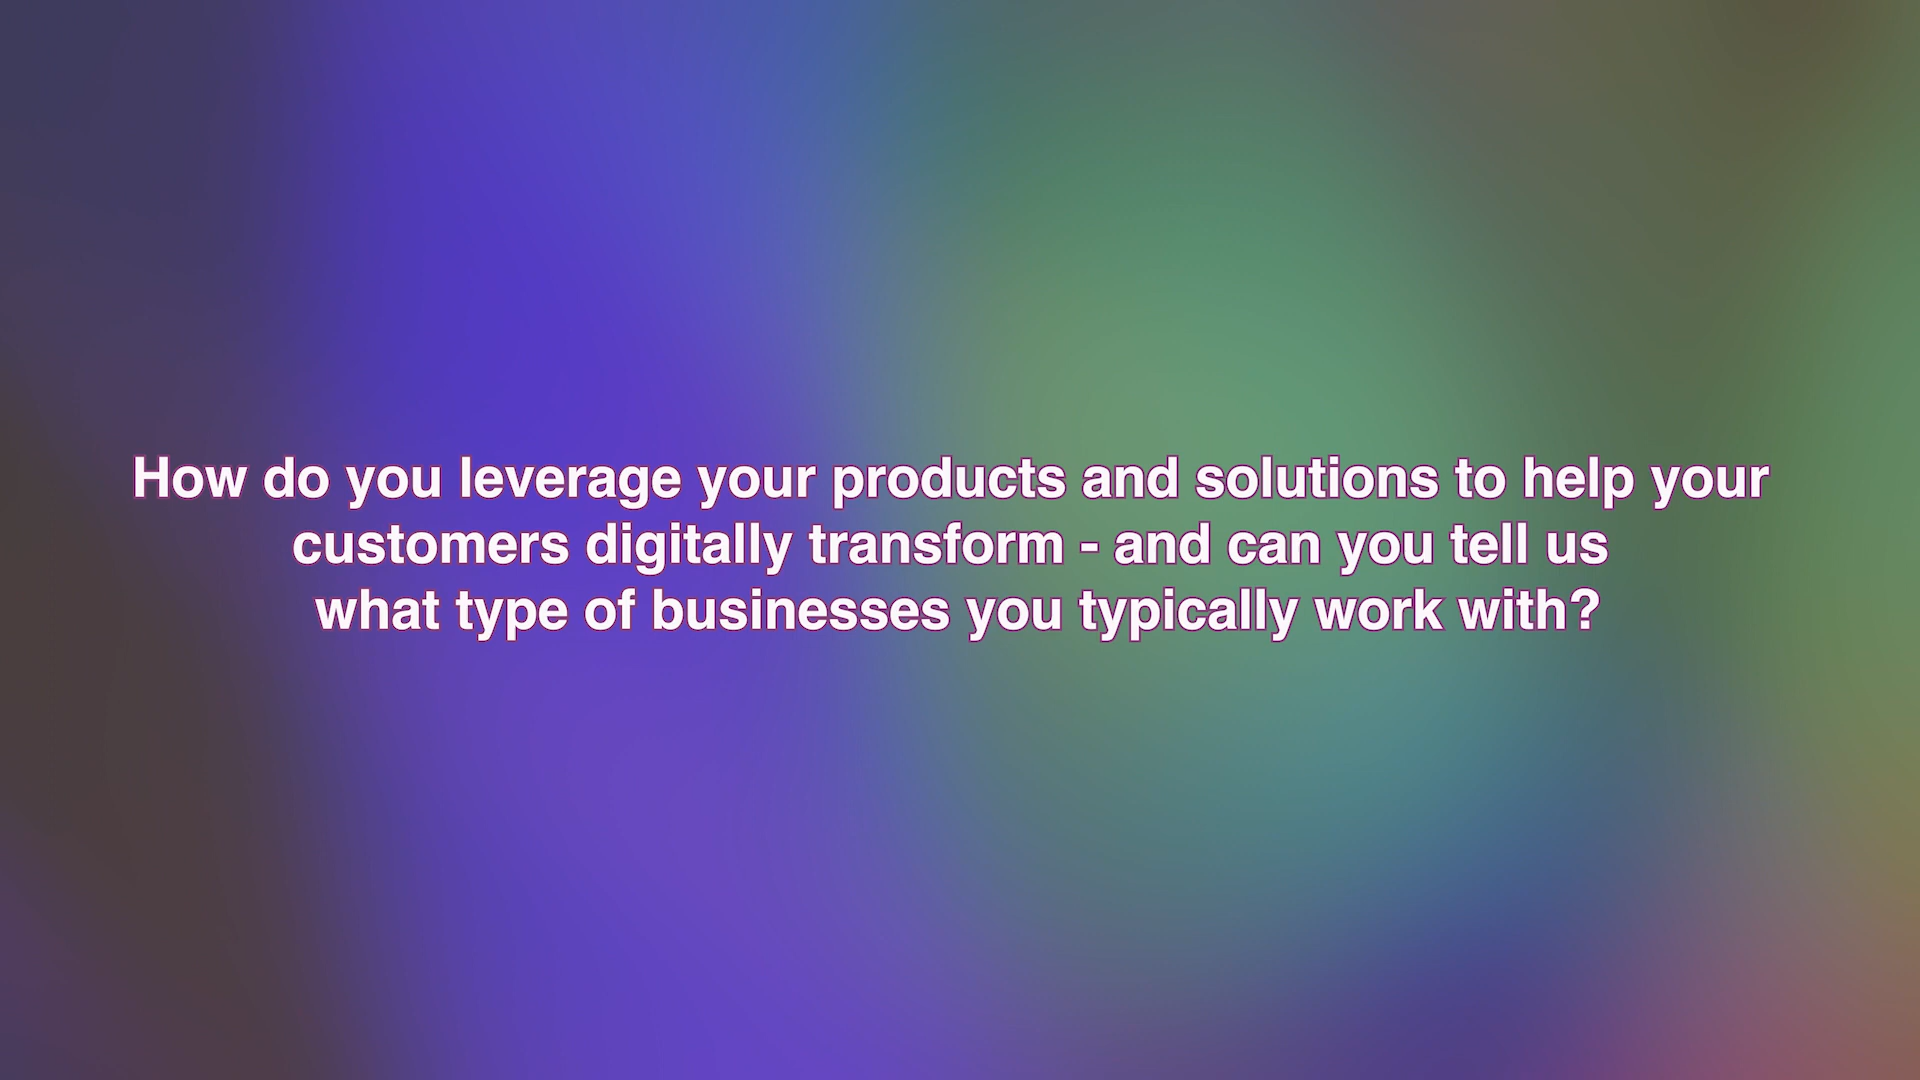 How do you leverage your products and solutions to help your
customers digitally transform - and can you tell us
what type of businesses you typically work with?